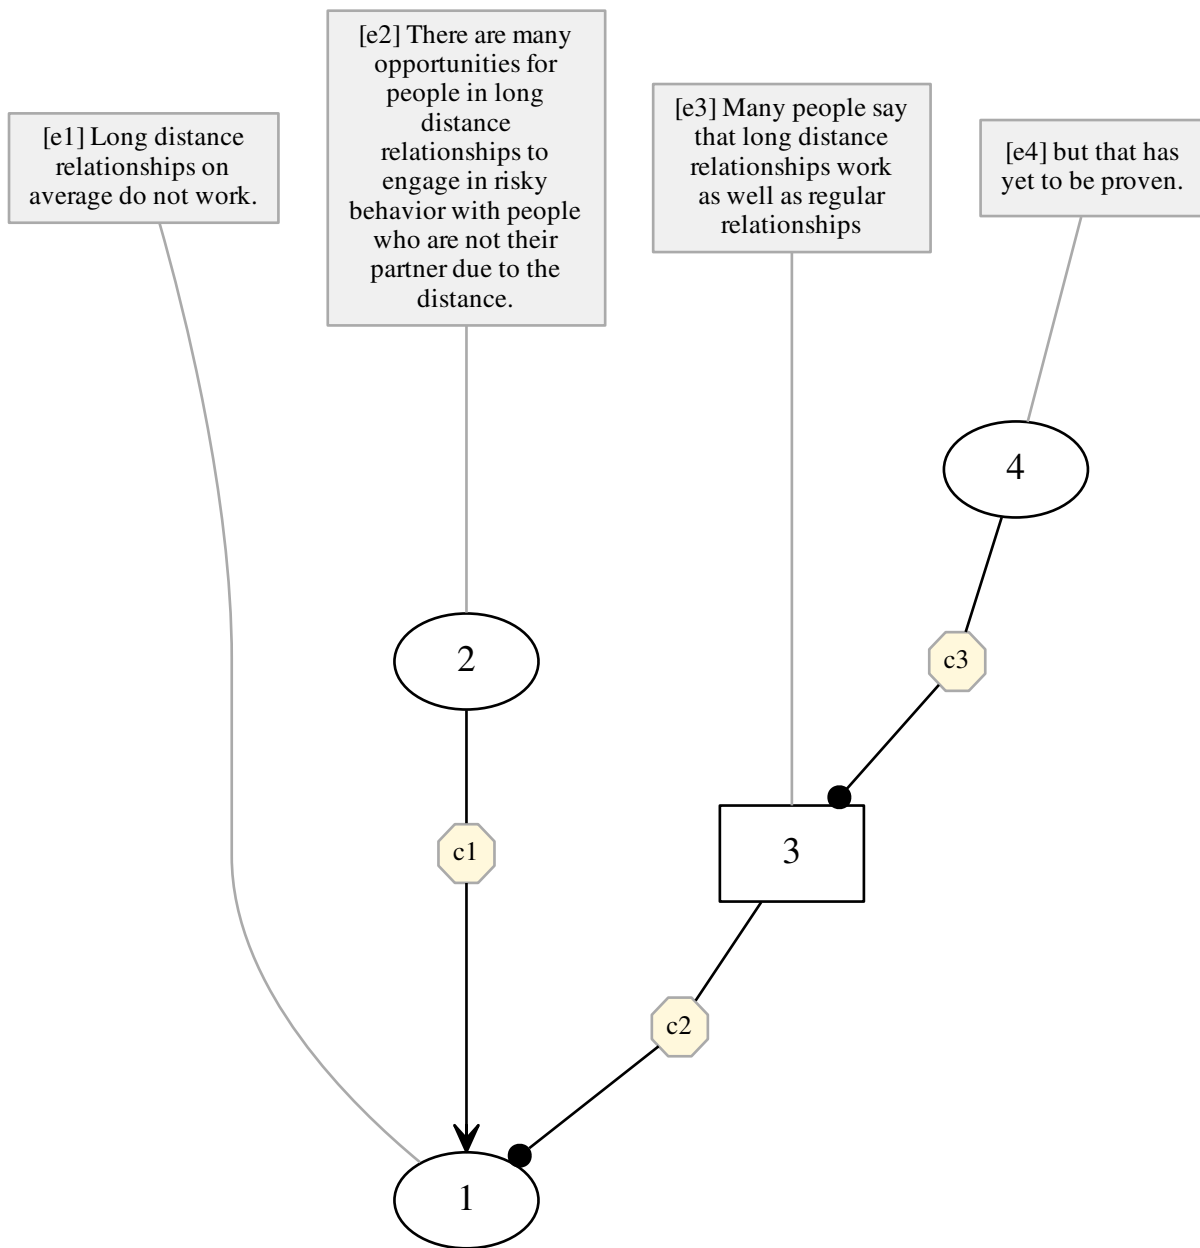 [e1] Long distance
relationships on
average do not work.
[e2] There are many
opportunities for
people in long
distance
relationships to
engage in risky
behavior with people
who are not their
partner due to the
distance.
[e3] Many people say
that long distance
relationships work
as well as regular
relationships
[e4] but that has
yet to be proven.
4
2
c3
c1
3
c2
1